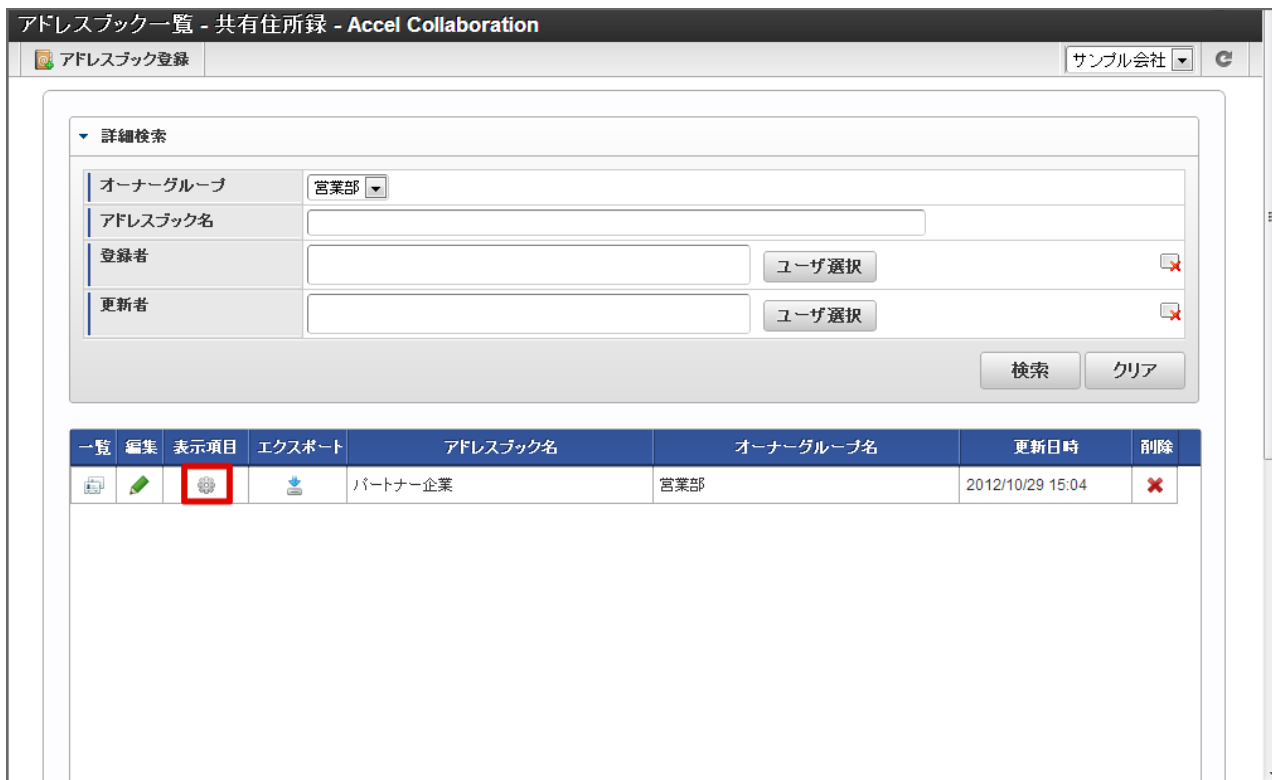 アドレスブック一覧 - 共有住所録 - Accel Collaboration
アドレスブック登録 サンプル会社
詳細検索
オーナーグループ 営業部
アドレスブック名
登録者 ユーザ選択
更新者 ユーザ選択
検索 クリア
一覧 編集 表示項目 エクスポート アドレスブック名 オーナーグループ名 更新日時 削除
パートナー企業 営業部 2012/10/29 15:04